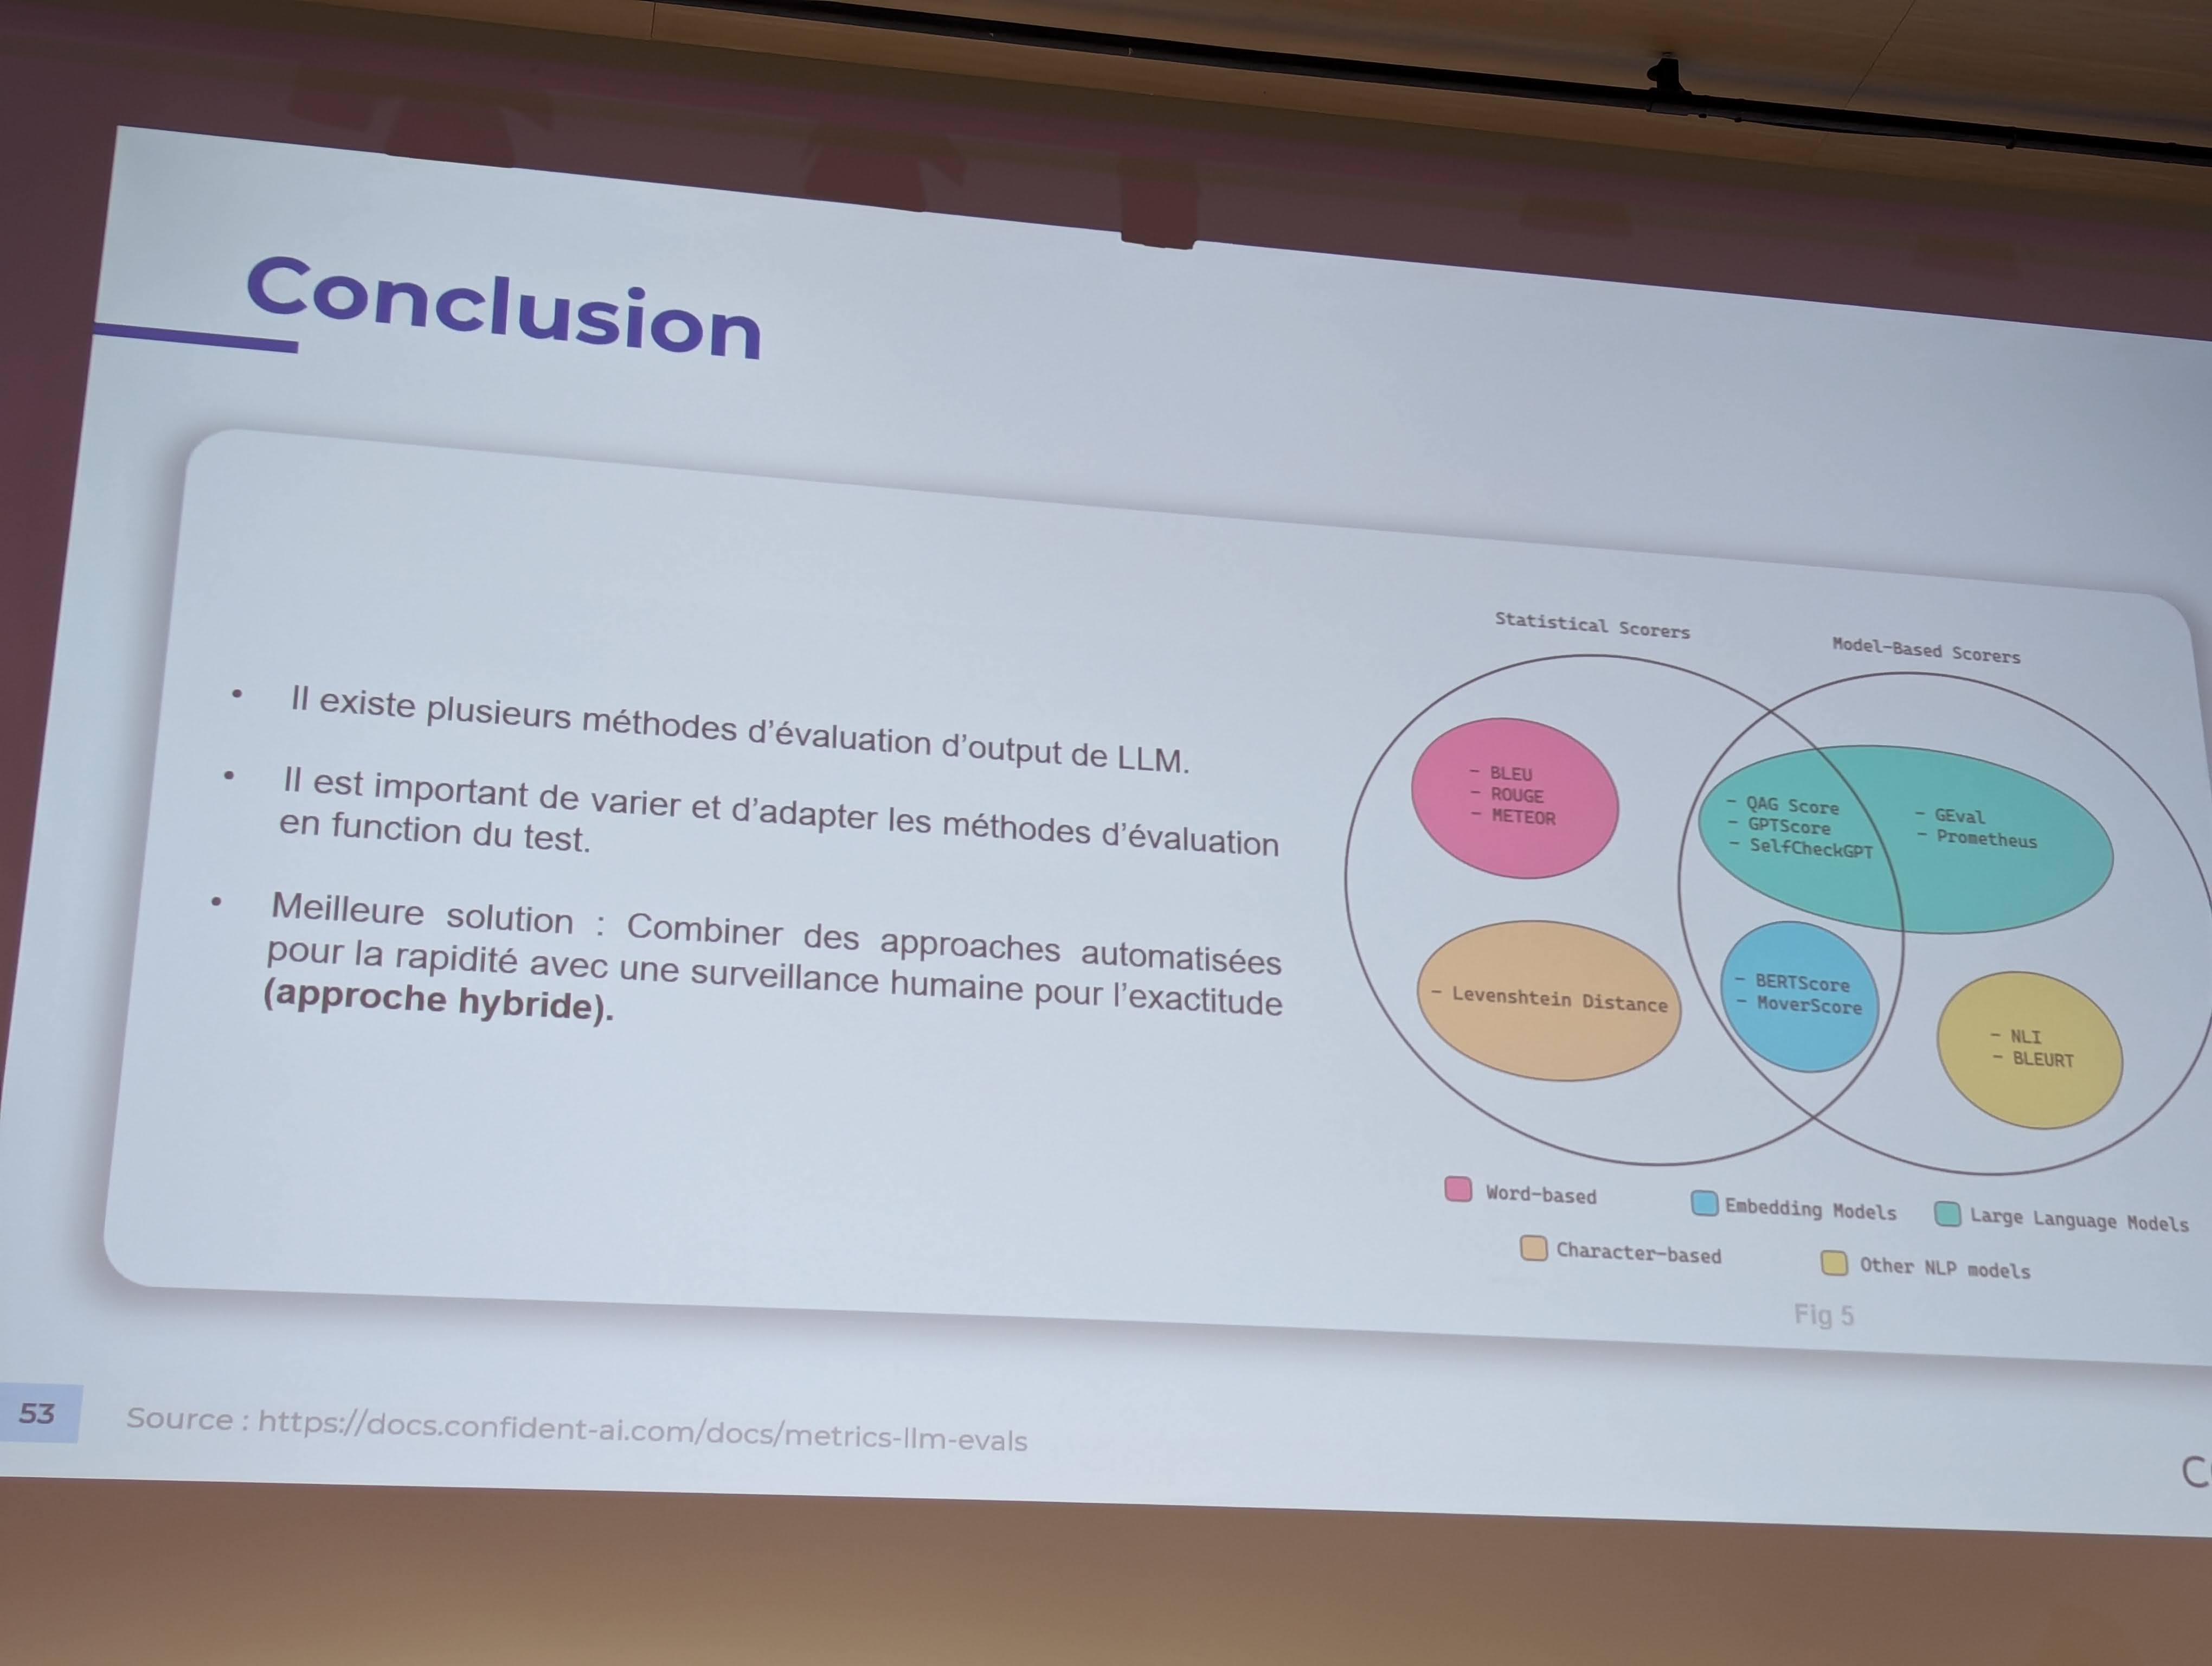 Conclusion
• Il existe plusieurs méthodes d'évaluation d'output de LLM.
• Il est important de varier et d'adapter les méthodes d'évaluation
en function du test.
• Meilleure solution : Combiner des approaches automatisées
pour la rapidité avec une surveillance humaine pour l'exactitude
(approche hybride).
Statistical Scorers
Model-Based Scorers
- BLEU
- ROUGE
- METEOR
- QAG Score
- GPTScore
- SelfCheckGPT
- GEval
- Prometheus
- Levenshtein Distance
- BERTScore
- MoverScore
- NLI
- BLEURT
Word-based
Embedding Models
Large Language Models
Character-based
Other NLP models
Fig 5
53
Source : https://docs.confident-ai.com/docs/metrics-llm-evals